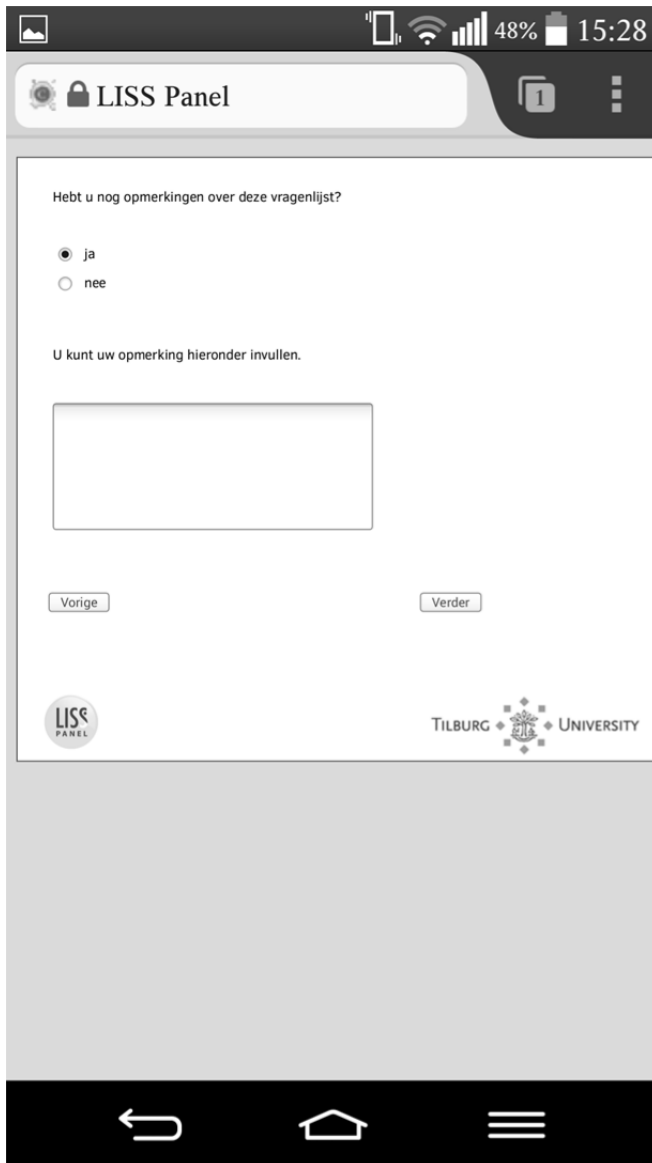 48% 15:28
LISS Panel 1
Hebt u nog opmerkingen over deze vragenlijst?
ja
nee
U kunt uw opmerking hieronder invullen.
Vorige Verder
LISS
PANEL
TILBURG UNIVERSITY